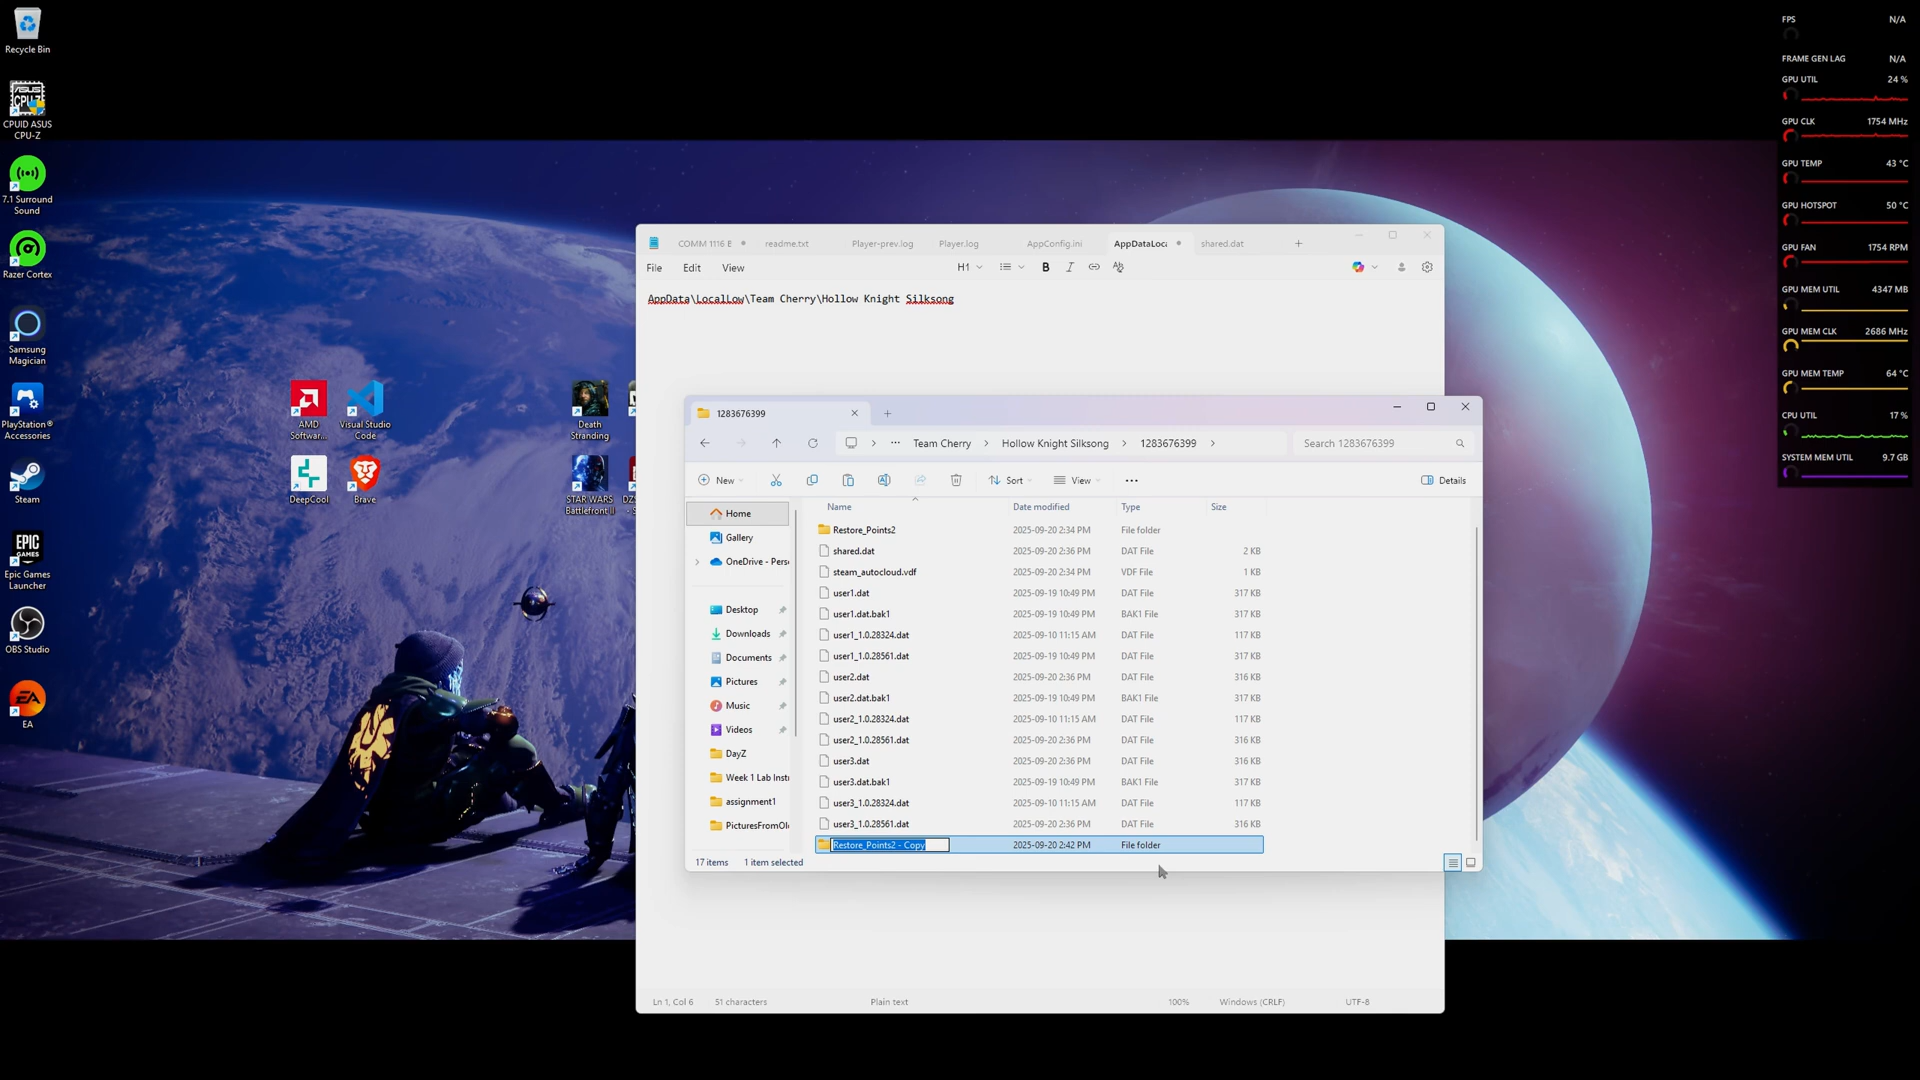 Recycle Bin
CPUID ASUS
CPU-Z
7.1 Surround
Sound
Razer Cortex
Samsung
Magician
PlayStation®
Accessories
Steam
Epic Games
Launcher
OBS Studio
EA
AMD
Softwar...
Visual Studio
Code
DeepCool
Brave
Death
Stranding
STAR WARS
Battlefront II
COMM 1116 E
readme.txt
Player-prev.log
Player.log
AppConfig.ini
AppDataLoca
shared.dat
File
Edit
View
H1
B
I
AppData\LocalLow\Team Cherry\Hollow Knight Silksong
1283676399
Team Cherry
Hollow Knight Silksong
1283676399
Search 1283676399
New
Sort
View
Details
Home
Gallery
OneDrive - Pers
Desktop
Downloads
Documents
Pictures
Music
Videos
DayZ
Week 1 Lab Inst
assignment1
PicturesFromOl
Name Date modified Type Size
Restore_Points2 2025-09-20 2:34 PM File folder
shared.dat 2025-09-20 2:36 PM DAT File 2 KB
steam_autocloud.vdf 2025-09-20 2:34 PM VDF File 1 KB
user1.dat 2025-09-19 10:49 PM DAT File 317 KB
user1.dat.bak1 2025-09-19 10:49 PM BAK1 File 317 KB
user1_1.0.28324.dat 2025-09-10 11:15 AM DAT File 117 KB
user1_1.0.28561.dat 2025-09-19 10:49 PM DAT File 317 KB
user2.dat 2025-09-20 2:36 PM DAT File 316 KB
user2.dat.bak1 2025-09-19 10:49 PM BAK1 File 317 KB
user2_1.0.28324.dat 2025-09-10 11:15 AM DAT File 117 KB
user2_1.0.28561.dat 2025-09-20 2:36 PM DAT File 316 KB
user3.dat 2025-09-20 2:36 PM DAT File 316 KB
user3.dat.bak1 2025-09-19 10:49 PM BAK1 File 317 KB
user3_1.0.28324.dat 2025-09-10 11:15 AM DAT File 117 KB
user3_1.0.28561.dat 2025-09-20 2:36 PM DAT File 316 KB
Restore_Points2 - Copy 2025-09-20 2:42 PM File folder
17 items 1 item selected
Ln 1, Col 6 51 characters Plain text 100% Windows (CRLF) UTF-8
FPS N/A
FRAME GEN LAG N/A
GPU UTIL 24 %
GPU CLK 1754 MHz
GPU TEMP 43 °C
GPU HOTSPOT 50 °C
GPU FAN 1754 RPM
GPU MEM UTIL 4347 MB
GPU MEM CLK 2686 MHz
GPU MEM TEMP 64 °C
CPU UTIL 17 %
SYSTEM MEM UTIL 9.7 GB